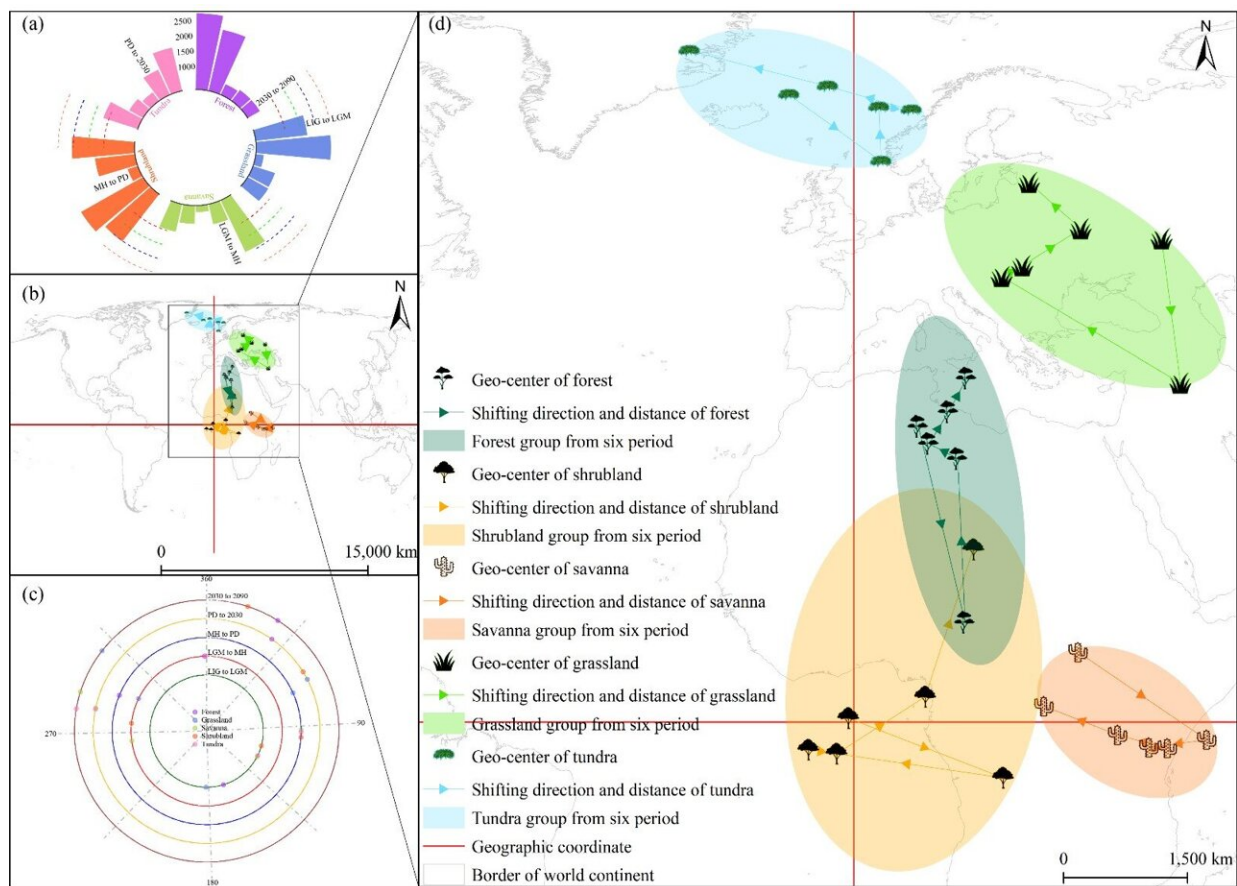 (a)
2500
2000
1500
1000
PD to 2030
2030 to 2090
LIG to LGM
LGM to MH
MH to PD
Forest
Grassland
Savanna
Shrubland
Tundra
(b)
N
0
15,000 km
(c)
360
2030 to 2090
PD to 2030
MH to PD
LGM to MH
LIG to LGM
Forest
Grassland
Savanna
Shrubland
Tundra
270
90
180
(d)
N
Geo-center of forest
Shifting direction and distance of forest
Forest group from six period
Geo-center of shrubland
Shifting direction and distance of shrubland
Shrubland group from six period
Geo-center of savanna
Shifting direction and distance of savanna
Savanna group from six period
Geo-center of grassland
Shifting direction and distance of grassland
Grassland group from six period
Geo-center of tundra
Shifting direction and distance of tundra
Tundra group from six period
Geographic coordinate
Border of world continent
0
1,500 km